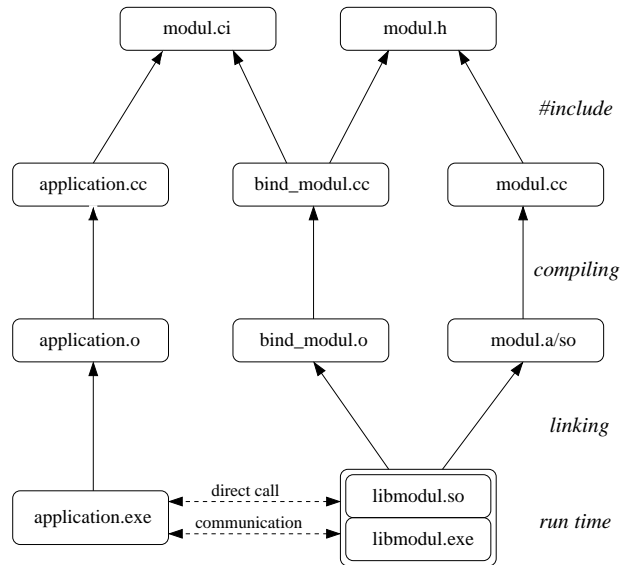 modul.ci
modul.h
#include
application.cc
bind_modul.cc
modul.cc
compiling
application.o
bind_modul.o
modul.a/so
linking
direct call
libmodul.so
application.exe
communication
run time
libmodul.exe